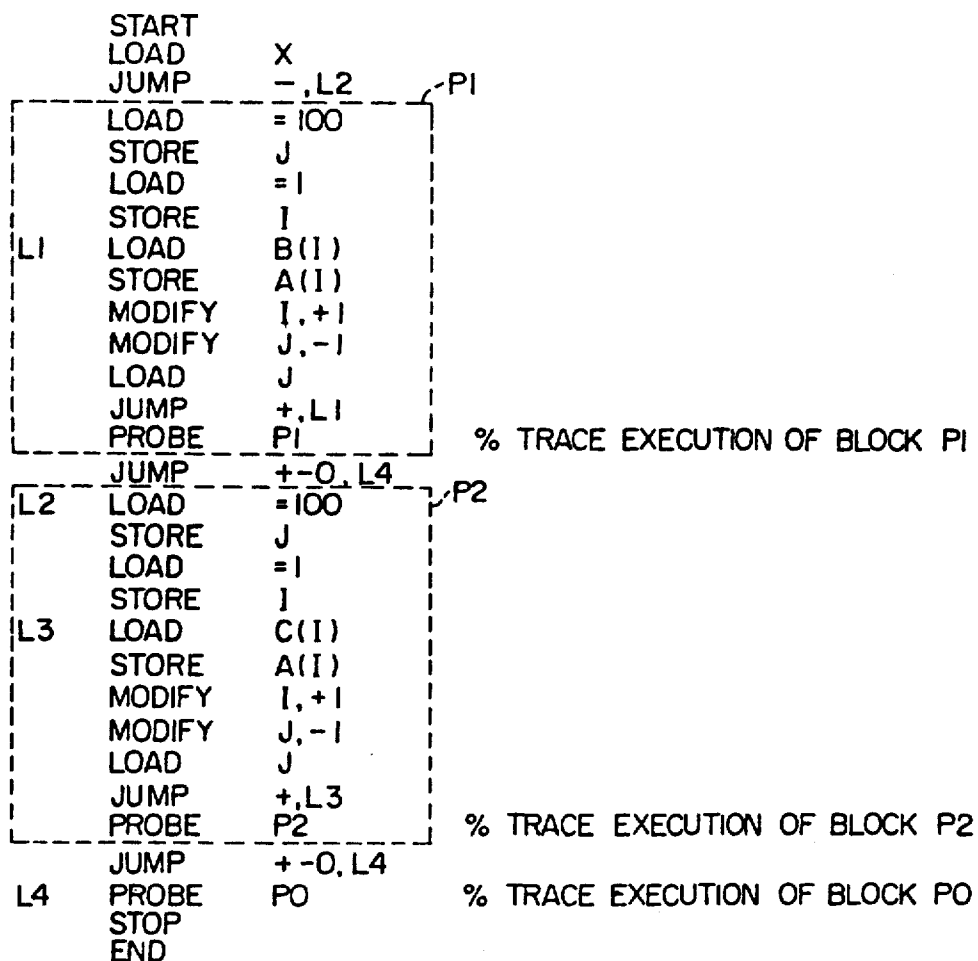 START
LOAD X
JUMP -, L2 P1
LOAD =100
STORE J
LOAD =1
STORE I
L1 LOAD B(I)
STORE A(I)
MODIFY I,+1
MODIFY J,-1
LOAD J
JUMP +,L1
PROBE P1 % TRACE EXECUTION OF BLOCK P1
JUMP +-0, L4
P2
L2 LOAD =100
STORE J
LOAD =1
STORE I
L3 LOAD C(I)
STORE A(I)
MODIFY I,+1
MODIFY J,-1
LOAD J
JUMP +,L3
PROBE P2 % TRACE EXECUTION OF BLOCK P2
JUMP +-0, L4
L4 PROBE P0 % TRACE EXECUTION OF BLOCK P0
STOP
END